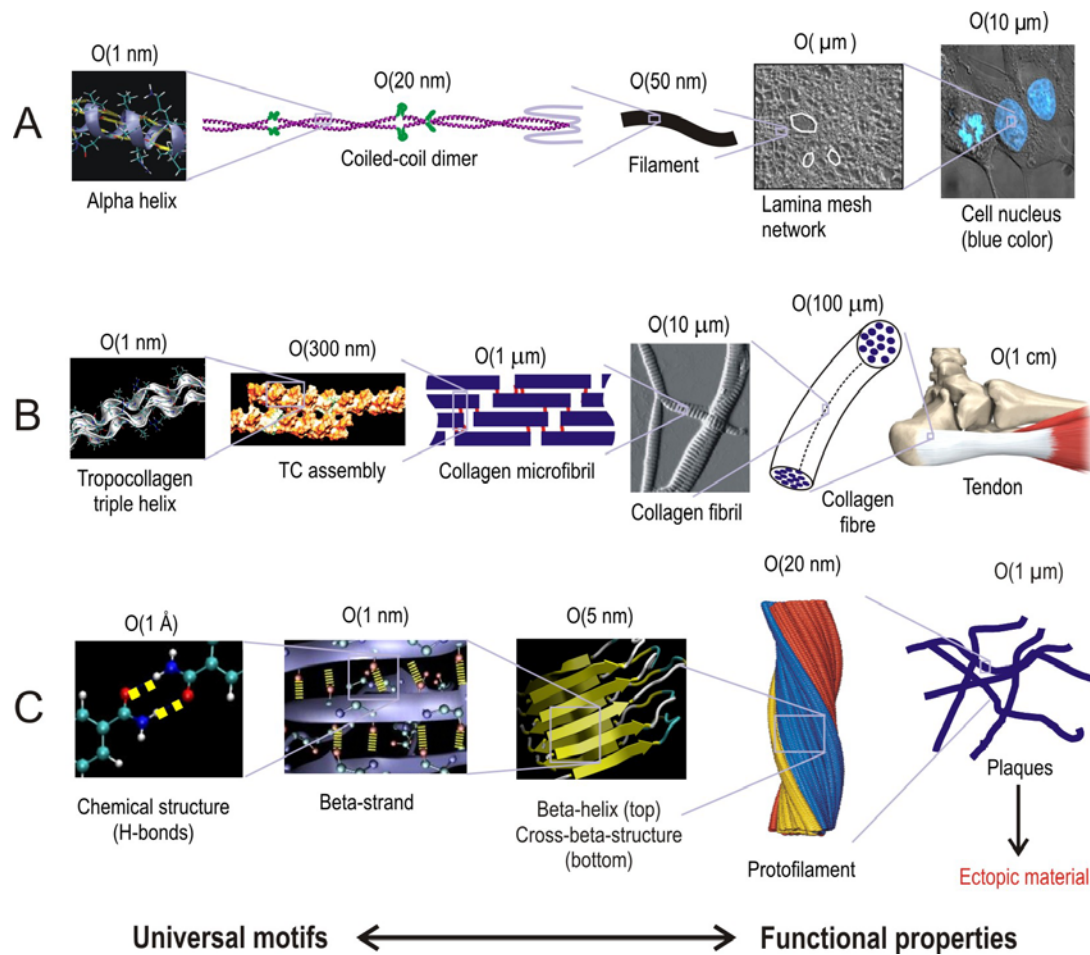 A
O(1 nm)
Alpha helix
O(20 nm)
Coiled-coil dimer
O(50 nm)
Filament
O( μm)
Lamina mesh
network
O(10 μm)
Cell nucleus
(blue color)
B
O(1 nm)
Tropocollagen
triple helix
O(300 nm)
TC assembly
O(1 μm)
Collagen microfibril
O(10 μm)
Collagen fibril
O(100 μm)
Collagen
fibre
O(1 cm)
Tendon
C
O(1 Å)
Chemical structure
(H-bonds)
O(1 nm)
Beta-strand
O(5 nm)
Beta-helix (top)
Cross-beta-structure
(bottom)
O(20 nm)
Protofilament
O(1 μm)
Plaques
Ectopic material
Universal motifs
Functional properties